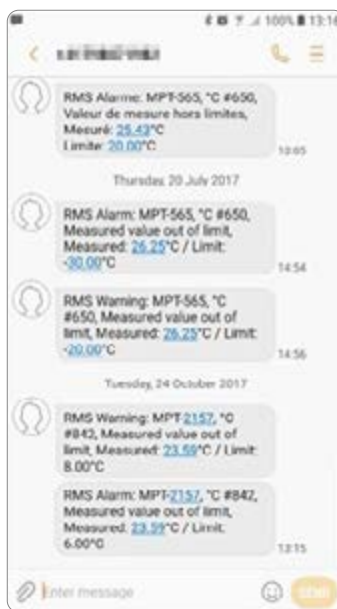 100% 13:16
RMS Alarme: MPT-565, °C #650,
Valeur de mesure hors limites,
Mesuré: 25.43°C
Limite: 20.00°C
13:05
Thursday, 20 July 2017
RMS Alarm: MPT-565, °C #650,
Measured value out of limit,
Measured: 26.25°C / Limit:
-30.00°C
14:54
RMS Warning: MPT-565, °C
#650, Measured value out of
limit, Measured: 26.25°C / Limit:
-20.00°C
14:56
Tuesday, 24 October 2017
RMS Warning: MPT-2157, °C
#842, Measured value out of
limit, Measured: 23.59°C / Limit:
8.00°C
RMS Alarm: MPT-2157, °C #842,
Measured value out of limit,
Measured: 23.59°C / Limit:
6.00°C
13:15
Enter message